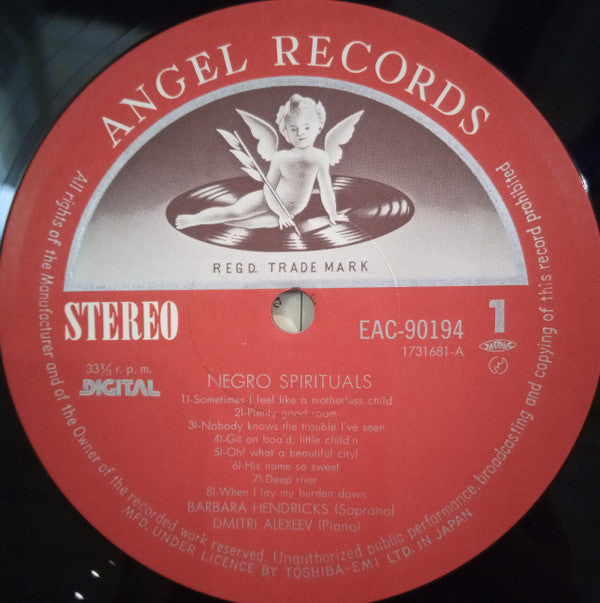 ANGEL RECORDS
REGD. TRADE MARK
STEREO
EAC-90194
1
1731681-A
33⅓ r. p. m.
DIGITAL
NEGRO SPIRITUALS
1)-Sometimes I feel like a motherless child
2)-Plenty good room
3)-Nobody knows the trouble I've seen
4)-Git on boa'd, little child'n
5)-Oh! what a beautiful city!
6)-His name so sweet
7)-Deep river
8)-When I lay my burden down
BARBARA HENDRICKS (Soprano)
DMITRI ALEXEEV (Piano)
All rights of the Manufacturer and of the Owner of the recorded work reserved. Unauthorized public performance, broadcasting and copying of this record prohibited
MFD. UNDER LICENCE BY TOSHIBA-EMI LTD. IN JAPAN